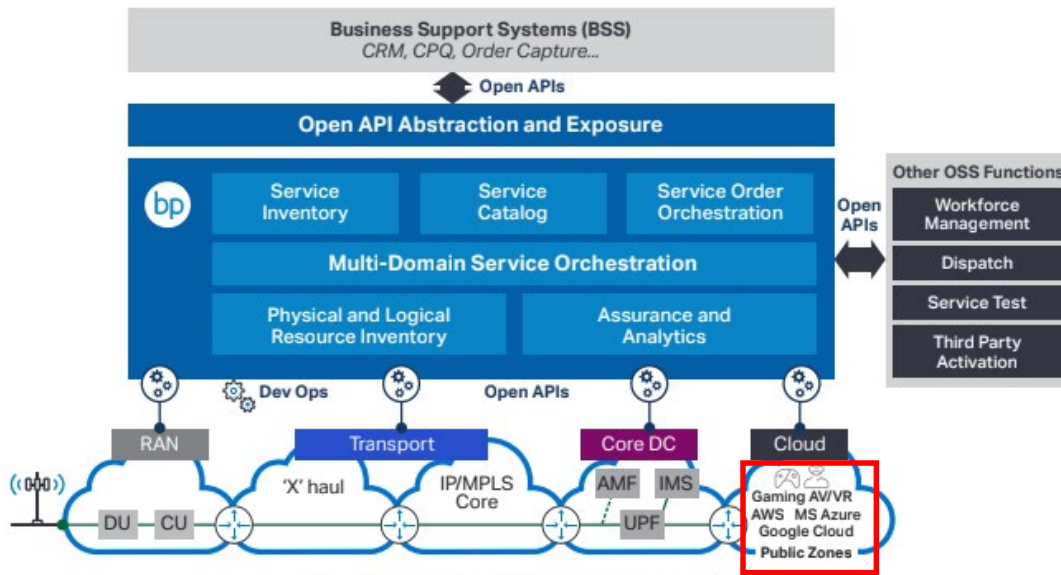 Business Support Systems (BSS)
CRM, CPQ, Order Capture...
Open APIs
Open API Abstraction and Exposure
bp
Service
Inventory
Service
Catalog
Service Order
Orchestration
Multi-Domain Service Orchestration
Physical and Logical
Resource Inventory
Assurance and
Analytics
Open
APIs
Other OSS Functions
Workforce
Management
Dispatch
Service Test
Third Party
Activation
Dev Ops
Open APIs
RAN
Transport
Core DC
Cloud
DU
CU
'X' haul
IP/MPLS
Core
AMF
IMS
UPF
Gaming AV/VR
AWS MS Azure
Google Cloud
Public Zones